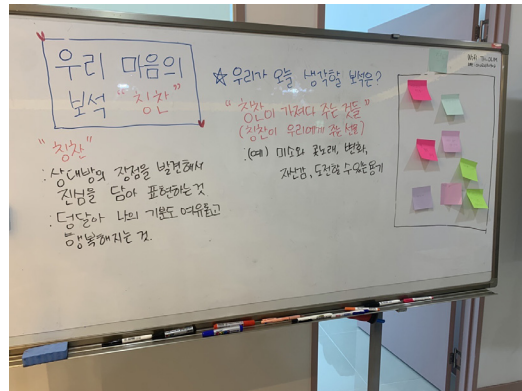 우리 마음의
보석 "칭찬"
"칭찬"
:상대방의 장점을 발견해서
진심을 담아 표현하는 것
:덩달아 나의 기분도 여유롭고
행복해지는 것.
☆우리가 오늘 생각할 보석은?
"칭찬이 가져다 주는 것들"
(칭찬이 우리에게 주는 선물)
:(예) 미소와 콧노래, 변화,
자신감, 도전할 수 있는 용기